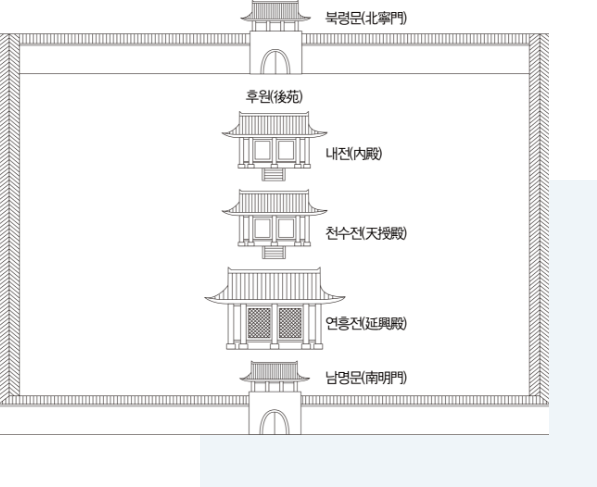 북령문(北寧門)
후원(後苑)
내전(內殿)
천수전(天授殿)
연흥전(延興殿)
남명문(南明門)